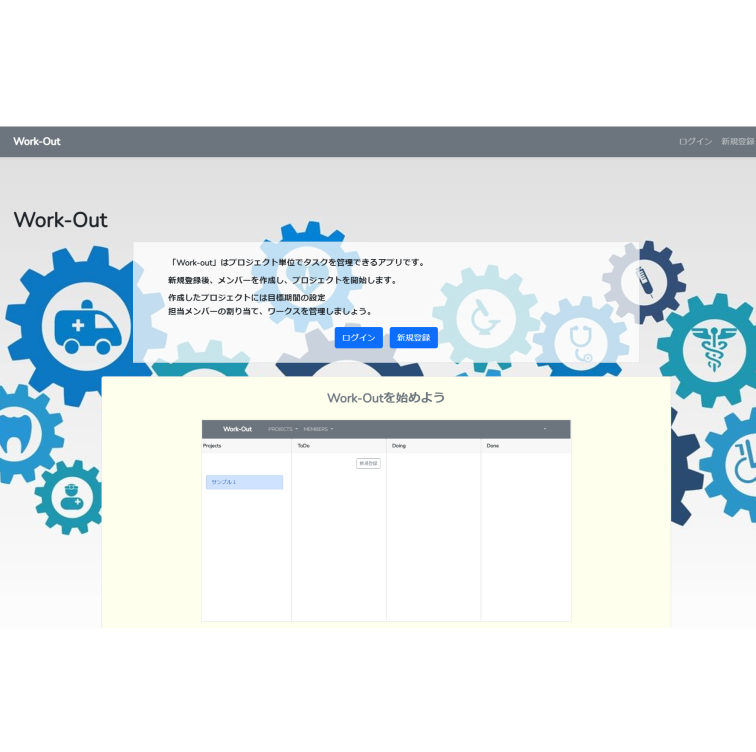 Work-Out
ログイン 新規登録
Work-Out
「Work-out」はプロジェクト単位でタスクを管理できるアプリです。
新規登録後、メンバーを作成し、プロジェクトを開始します。
作成したプロジェクトには目標期間の設定
担当メンバーの割り当て、ワークスを管理しましょう。
ログイン 新規登録
Work-Outを始めよう
Work-Out PROJECTS MEMBERS
Projects ToDo Doing Done
新規登録
サンプル１